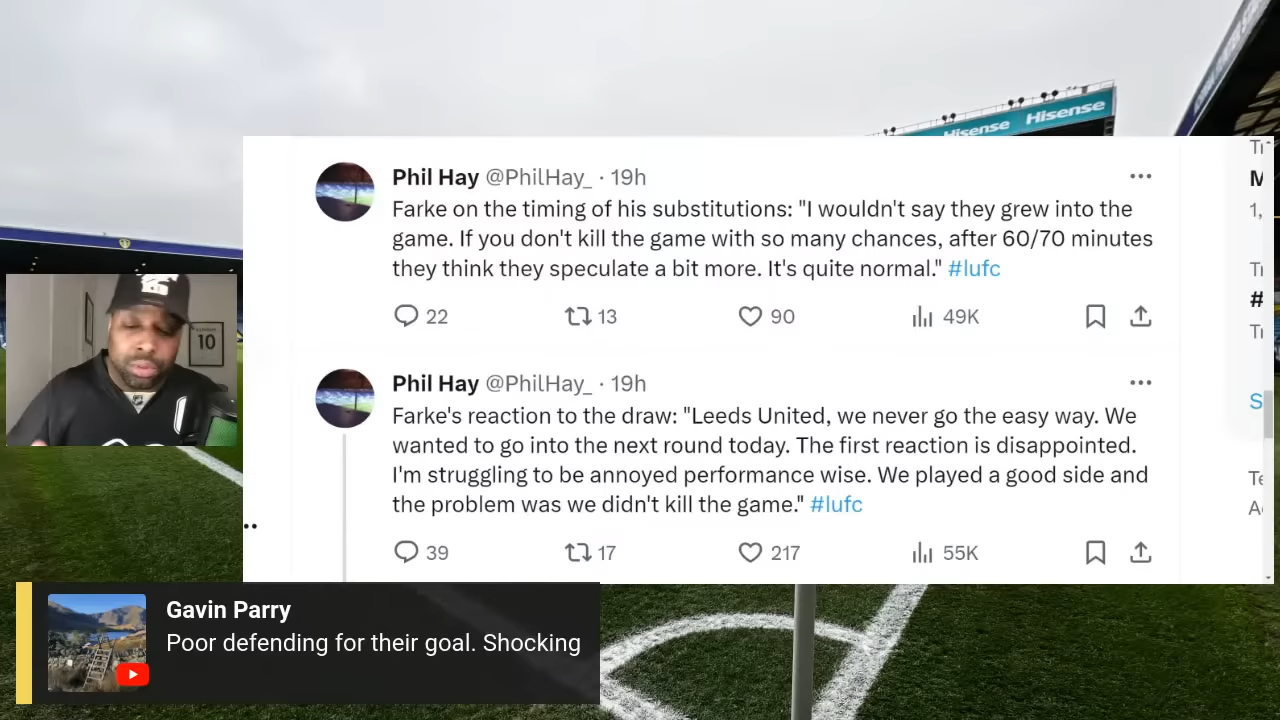 Hisense
Hisense
Phil Hay @PhilHay_ · 19h
Farke on the timing of his substitutions: "I wouldn't say they grew into the
game. If you don't kill the game with so many chances, after 60/70 minutes
they think they speculate a bit more. It's quite normal." #lufc
22 13 90 49K
Phil Hay @PhilHay_ · 19h
Farke's reaction to the draw: "Leeds United, we never go the easy way. We
wanted to go into the next round today. The first reaction is disappointed.
I'm struggling to be annoyed performance wise. We played a good side and
the problem was we didn't kill the game." #lufc
39 17 217 55K
10
Gavin Parry
Poor defending for their goal. Shocking